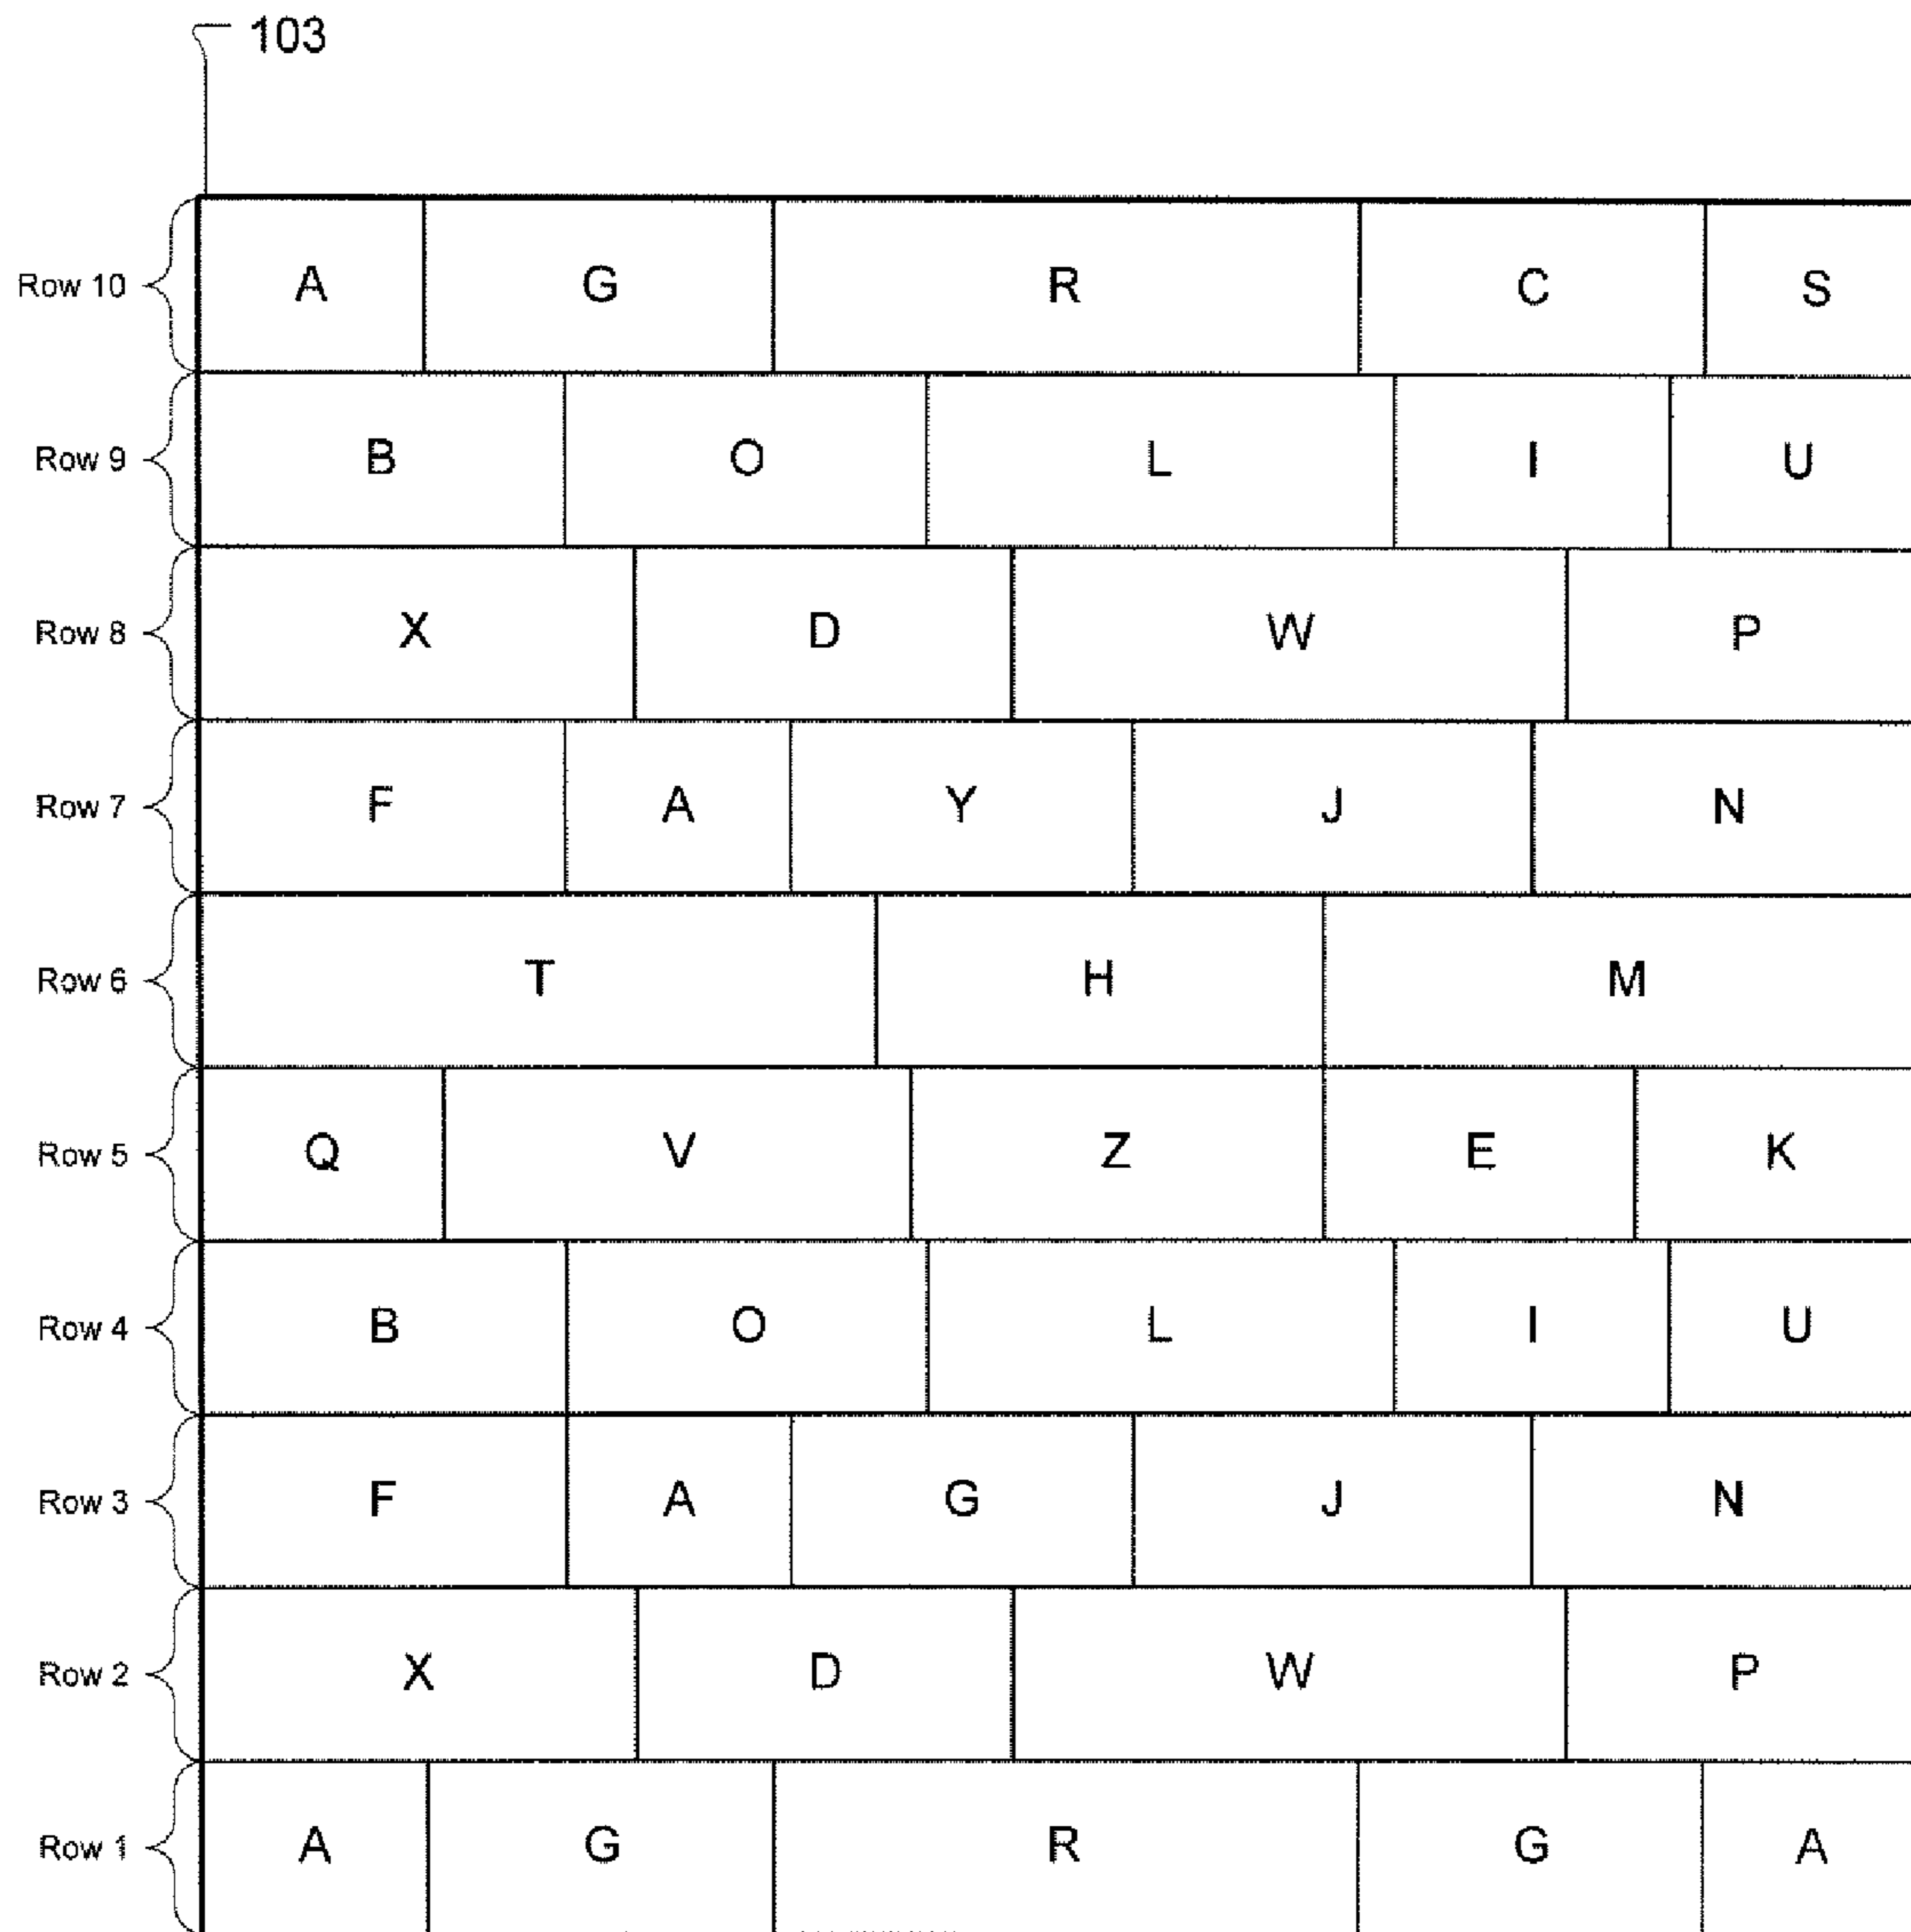 103
Row 10 A G R C S
Row 9 B O L I U
Row 8 X D W P
Row 7 F A Y J N
Row 6 T H M
Row 5 Q V Z E K
Row 4 B O L I U
Row 3 F A G J N
Row 2 X D W P
Row 1 A G R G A